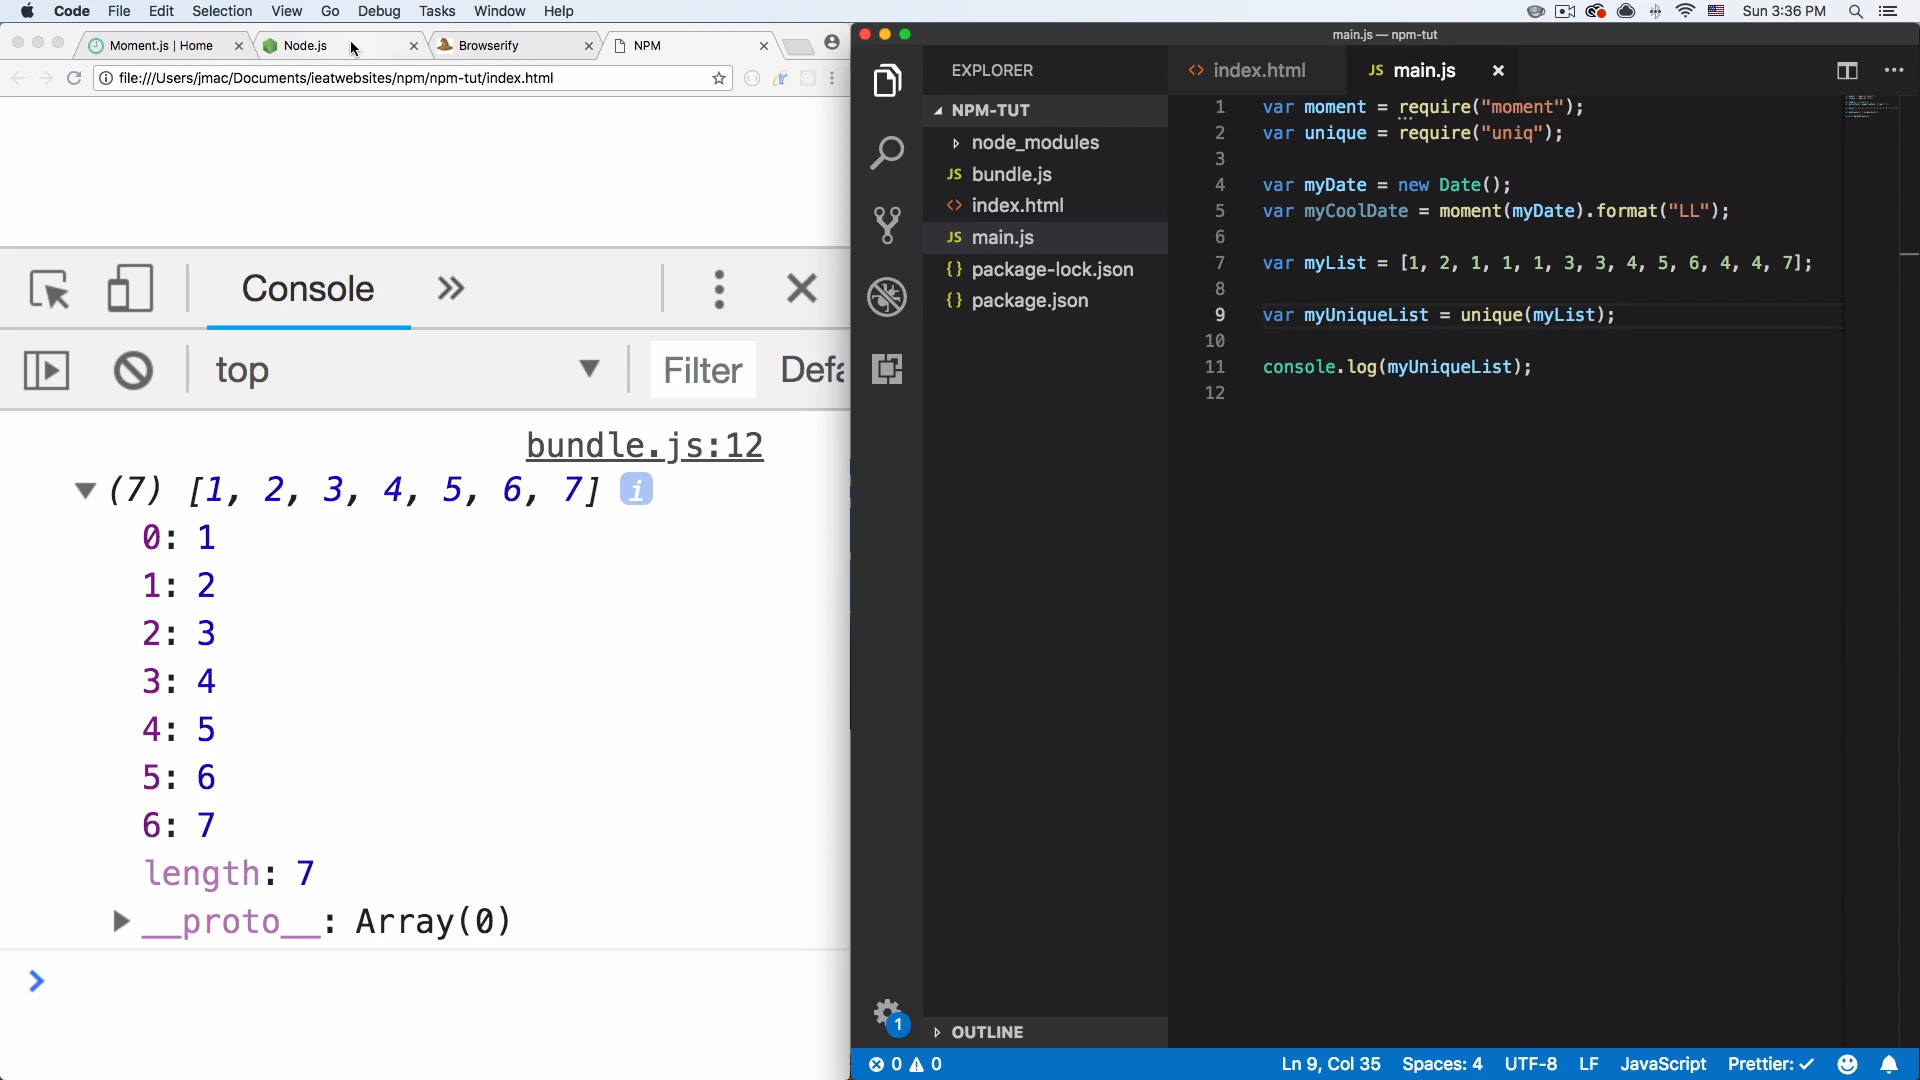 Code File Edit Selection View Go Debug Tasks Window Help
Sun 3:36 PM
Moment.js | Home
Node.js
Browserify
NPM
file:///Users/jmac/Documents/ieatwebsites/npm/npm-tut/index.html
Console
top
Filter
Defa
bundle.js:12
(7) [1, 2, 3, 4, 5, 6, 7] i
0: 1
1: 2
2: 3
3: 4
4: 5
5: 6
6: 7
length: 7
__proto__: Array(0)
main.js — npm-tut
EXPLORER
NPM-TUT
node_modules
JS bundle.js
<> index.html
JS main.js
{} package-lock.json
{} package.json
OUTLINE
1
<> index.html
JS main.js
1 var moment = require("moment");
2 var unique = require("uniq");
3
4 var myDate = new Date();
5 var myCoolDate = moment(myDate).format("LL");
6
7 var myList = [1, 2, 1, 1, 1, 3, 3, 4, 5, 6, 4, 4, 7];
8
9 var myUniqueList = unique(myList);
10
11 console.log(myUniqueList);
12
0 0
Ln 9, Col 35 Spaces: 4 UTF-8 LF JavaScript Prettier: ✓